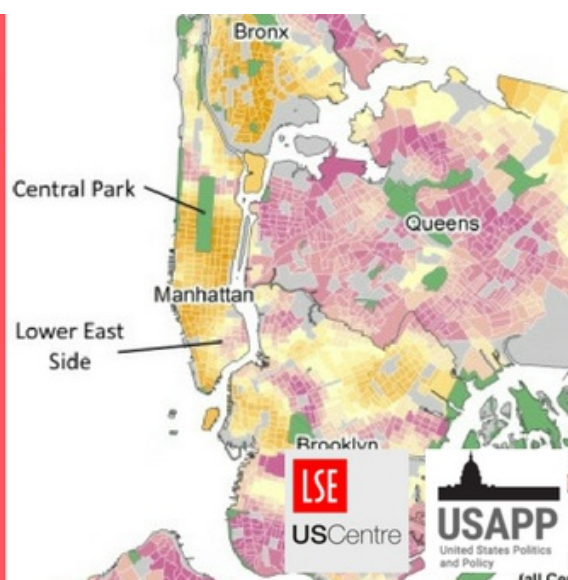 Bronx
Central Park
Queens
Manhattan
Lower East
Side
Brooklyn
LSE
USCentre
USAPP
United States Politics
and Policy